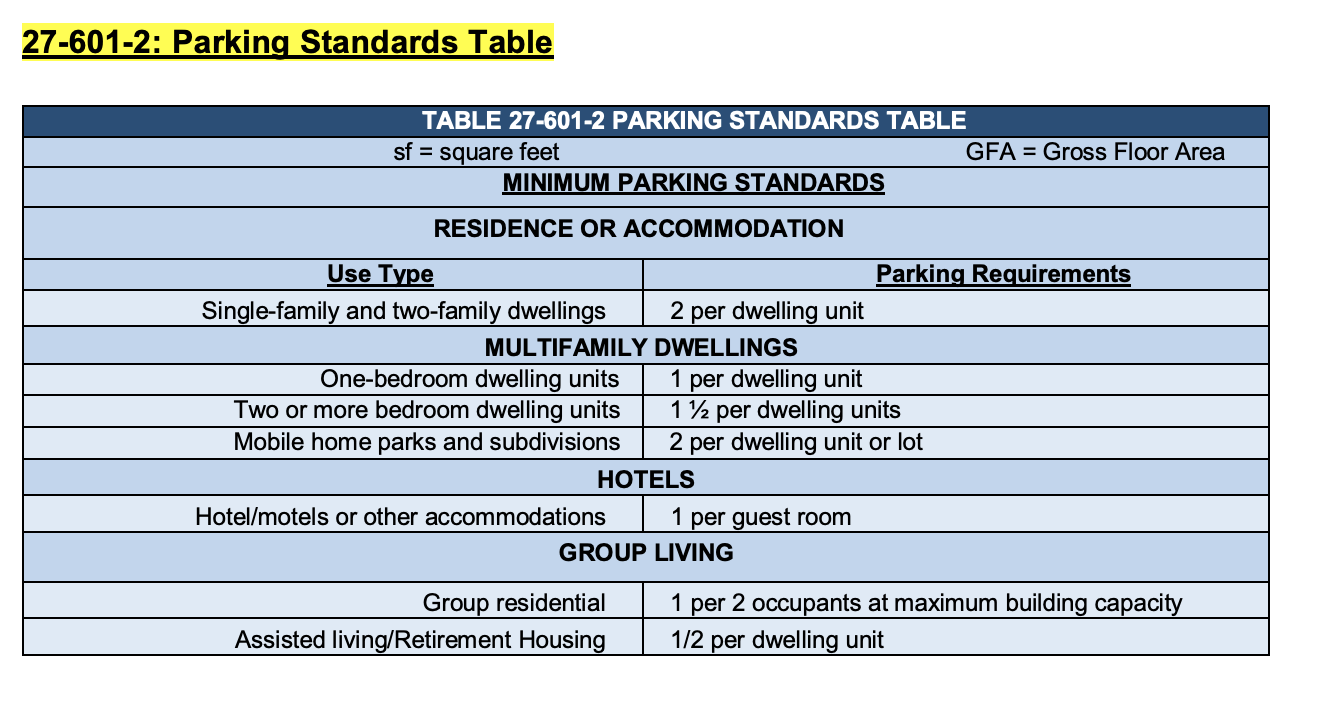 27-601-2: Parking Standards Table
TABLE 27-601-2 PARKING STANDARDS TABLE
sf = square feet GFA = Gross Floor Area
MINIMUM PARKING STANDARDS
RESIDENCE OR ACCOMMODATION
Use Type Parking Requirements
Single-family and two-family dwellings 2 per dwelling unit
MULTIFAMILY DWELLINGS
One-bedroom dwelling units 1 per dwelling unit
Two or more bedroom dwelling units 1 ½ per dwelling units
Mobile home parks and subdivisions 2 per dwelling unit or lot
HOTELS
Hotel/motels or other accommodations 1 per guest room
GROUP LIVING
Group residential 1 per 2 occupants at maximum building capacity
Assisted living/Retirement Housing 1/2 per dwelling unit